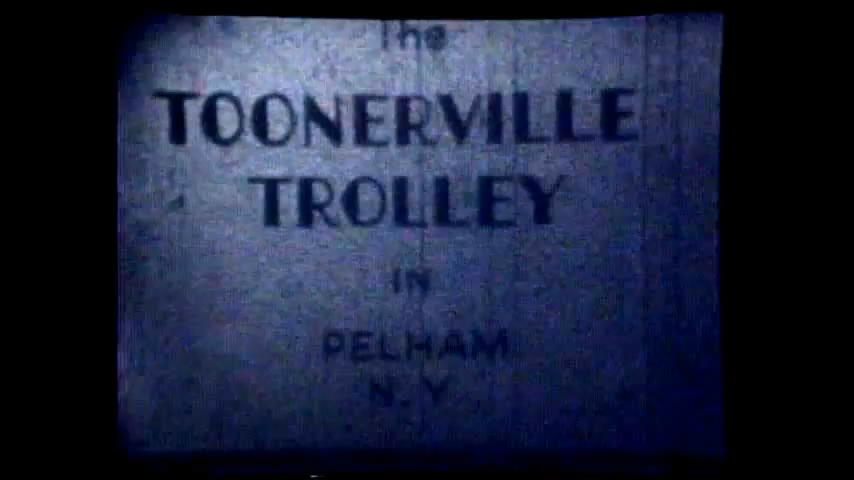 The
TOONERVILLE
TROLLEY
IN
PELHAM
N.Y